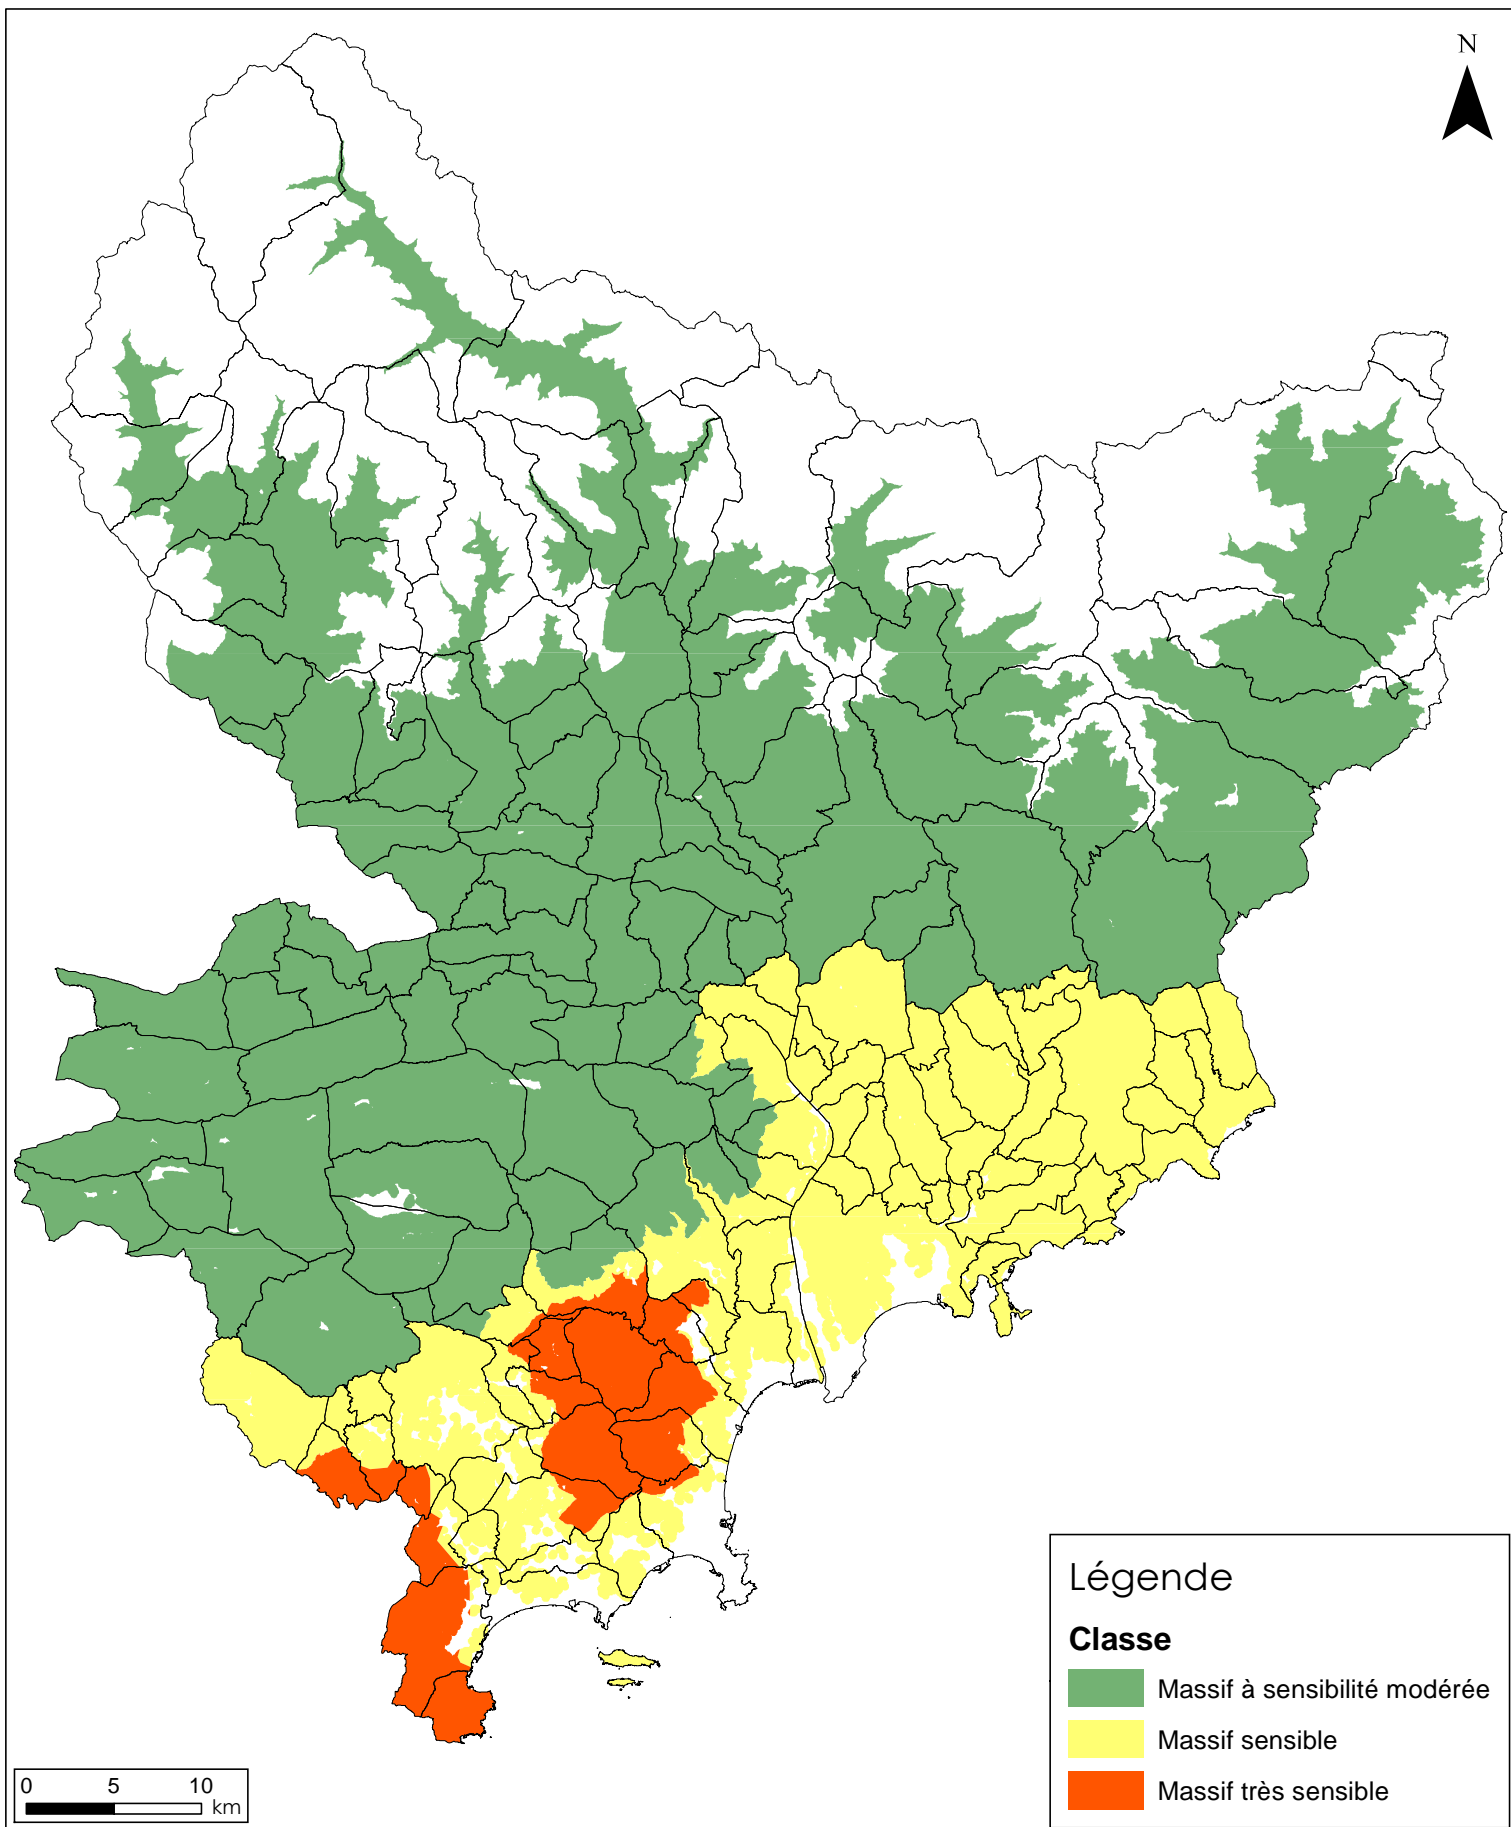 N
Légende
Classe
Massif à sensibilité modérée
Massif sensible
Massif très sensible
0 5 10
km